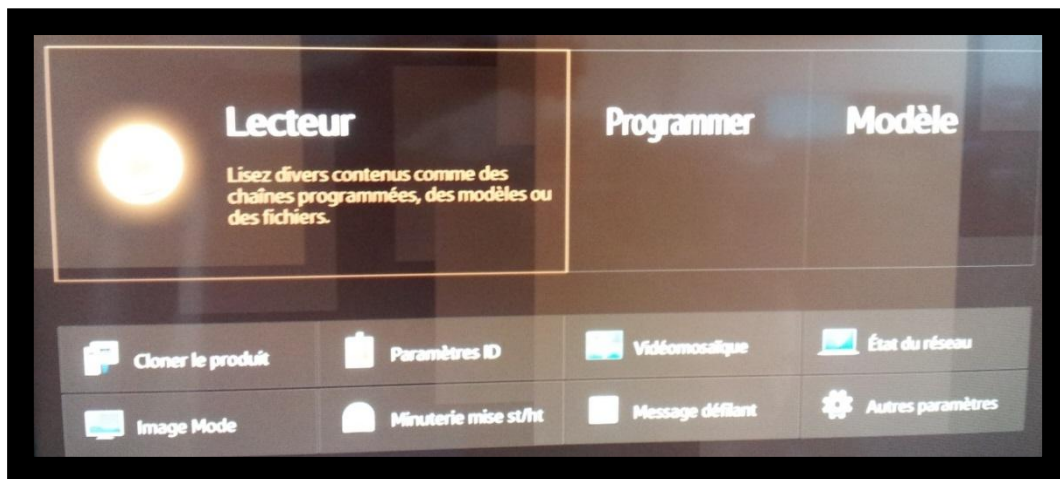 Lecteur
Lisez divers contenus comme des
chaînes programmées, des modèles ou
des fichiers.
Programmer
Modèle
Cloner le produit
Paramètres ID
Vidéomosaïque
État du réseau
Image Mode
Minuterie mise st/ht
Message défilant
Autres paramètres